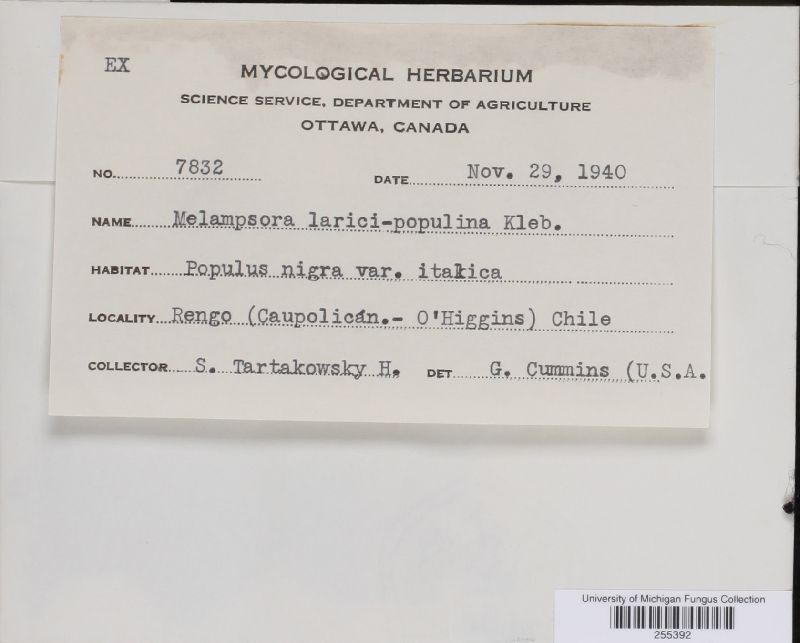 EX
MYCOLOGICAL HERBARIUM
SCIENCE SERVICE, DEPARTMENT OF AGRICULTURE
OTTAWA, CANADA
NO. 7832 DATE Nov. 29, 1940
NAME Melampsora larici-populina Kleb.
HABITAT Populus nigra var. italica
LOCALITY Rengo (Caupolicán.- O'Higgins) Chile
COLLECTOR S. Tartakowsky H. DET G. Cummins (U.S.A.
University of Michigan Fungus Collection
255392